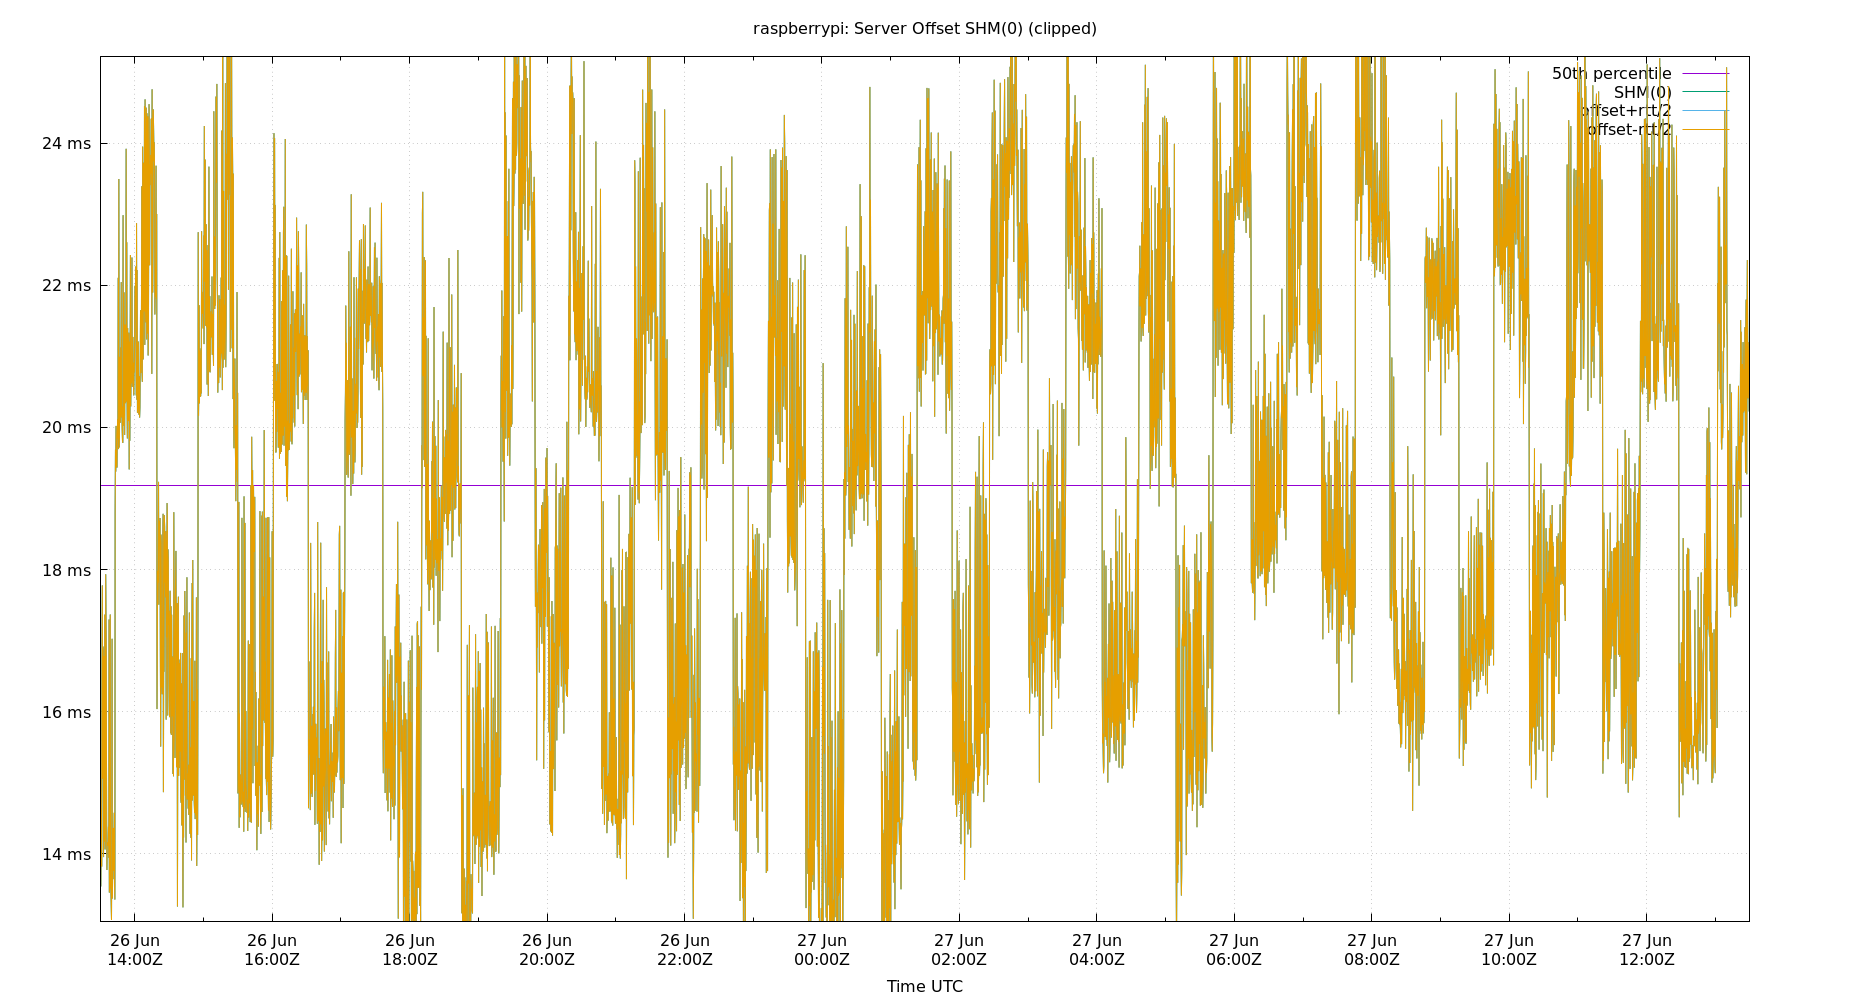 raspberrypi: Server Offset SHM(0) (clipped)
50th percentile
SHM(0)
offset+rtt/2
offset-rtt/2
24 ms
22 ms
20 ms
18 ms
16 ms
14 ms
26 Jun 26 Jun 26 Jun 26 Jun 26 Jun 27 Jun 27 Jun 27 Jun 27 Jun 27 Jun 27 Jun 27 Jun
14:00Z 16:00Z 18:00Z 20:00Z 22:00Z 00:00Z 02:00Z 04:00Z 06:00Z 08:00Z 10:00Z 12:00Z
Time UTC